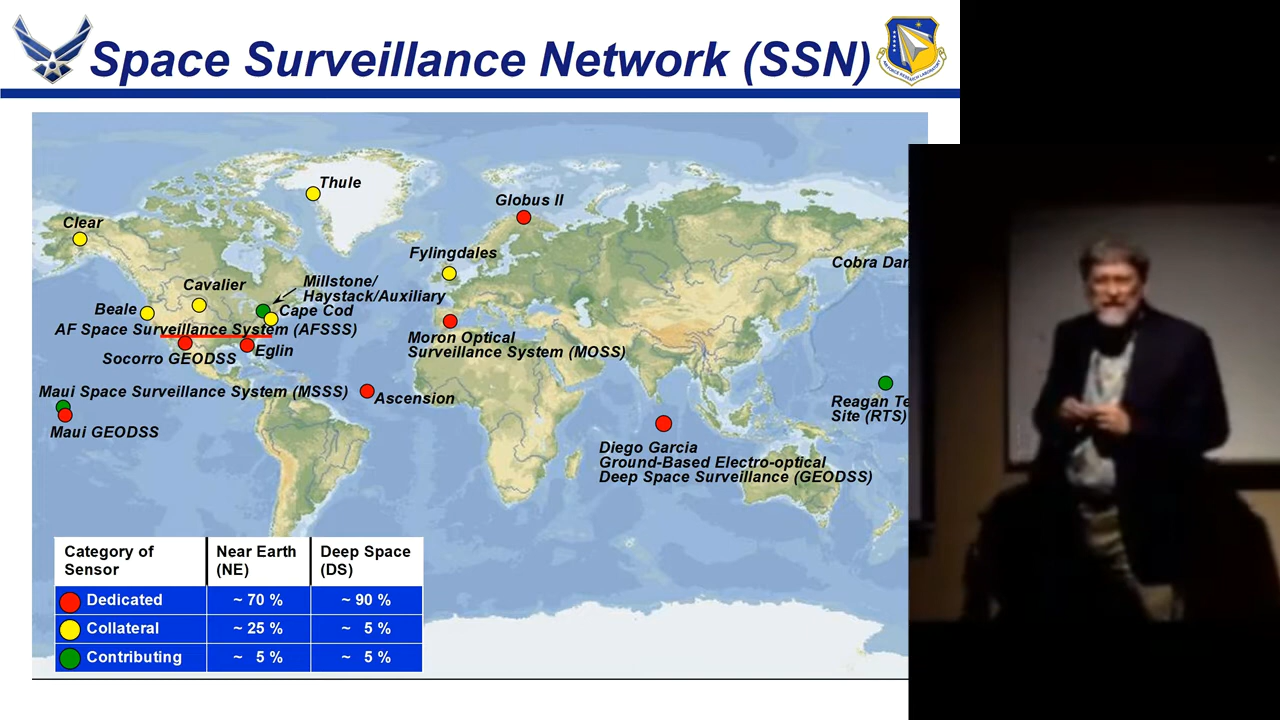 Space Surveillance Network (SSN)
Thule
Globus II
Clear
Fylingdales
Cobra Dan
Cavalier
Millstone/
Haystack/Auxiliary
Beale
Cape Cod
AF Space Surveillance System (AFSSS)
Eglin
Socorro GEODSS
Moron Optical
Surveillance System (MOSS)
Maui Space Surveillance System (MSSS)
Ascension
Reagan Te
Site (RTS)
Maui GEODSS
Diego Garcia
Ground-Based Electro-optical
Deep Space Surveillance (GEODSS)
Category of Sensor
Near Earth (NE)
Deep Space (DS)
Dedicated ~ 70 % ~ 90 %
Collateral ~ 25 % ~ 5 %
Contributing ~ 5 % ~ 5 %